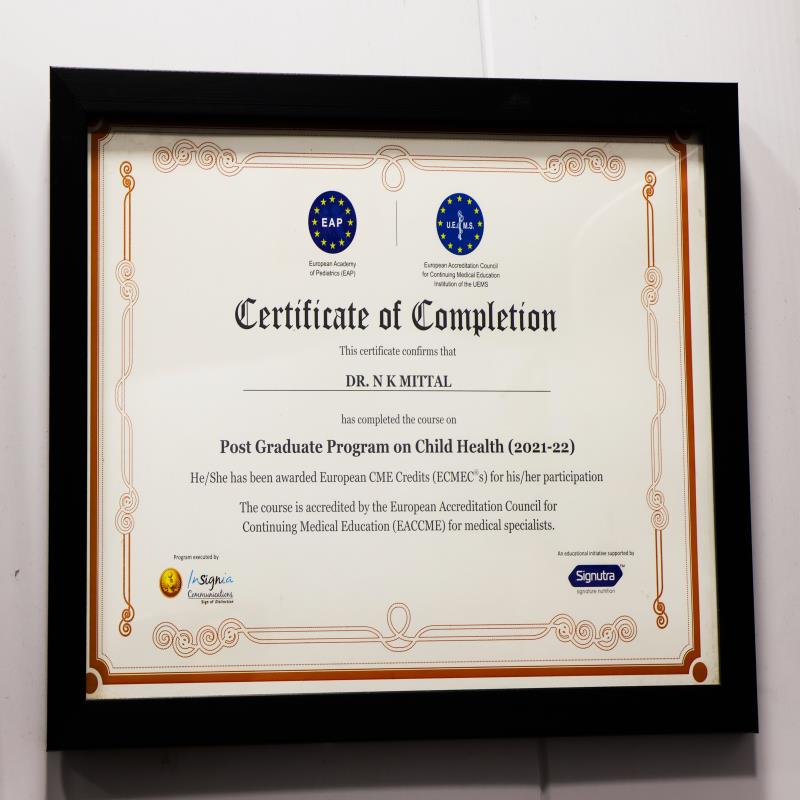 EAP
U.E.M.S.
European Academy
of Pediatrics (EAP)
European Accreditation Council
for Continuing Medical Education
Institution of the UEMS
Certificate of Completion
This certificate confirms that
DR. N K MITTAL
has completed the course on
Post Graduate Program on Child Health (2021-22)
He/She has been awarded European CME Credits (ECMEC®s) for his/her participation
The course is accredited by the European Accreditation Council for
Continuing Medical Education (EACCME) for medical specialists.
Program executed by
Insignia
Communications
Sign of Distinction
An educational initiative supported by
Signutra™
signature nutrition